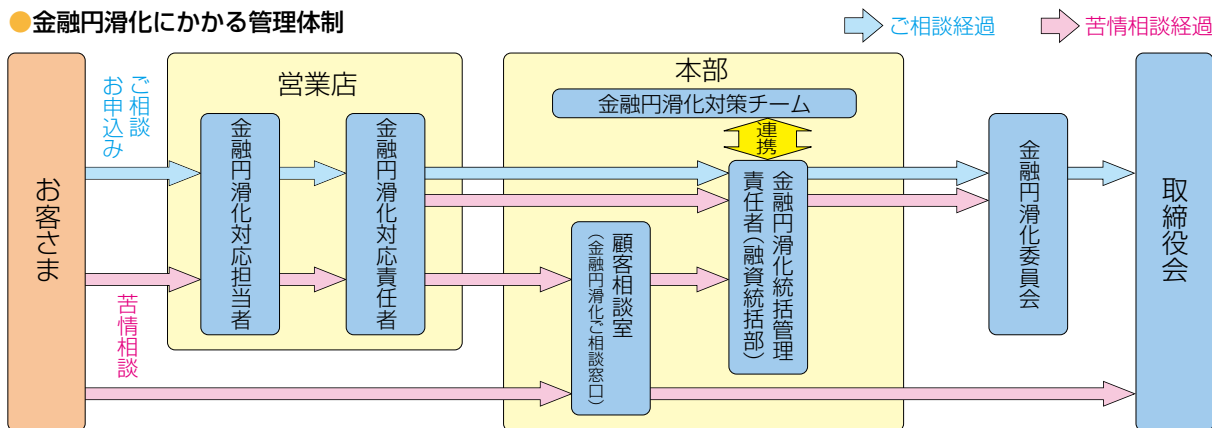 ●金融円滑化にかかる管理体制
ご相談経過
苦情相談経過
お客さま
ご相談
お申込み
苦情相談
営業店
金融円滑化対応担当者
金融円滑化対応責任者
本部
金融円滑化対策チーム
連携
顧客相談室
（金融円滑化ご相談窓口）
金融円滑化統括管理
責任者（融資統括部）
金融円滑化委員会
取締役会